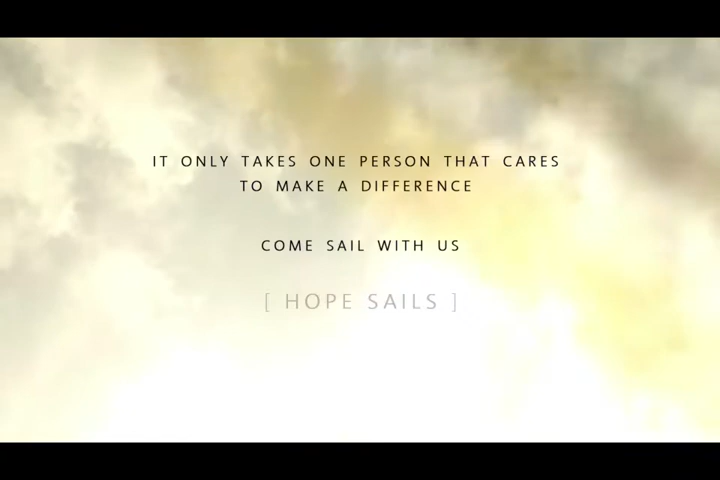 IT ONLY TAKES ONE PERSON THAT CARES
TO MAKE A DIFFERENCE
COME SAIL WITH US
[ HOPE SAILS ]